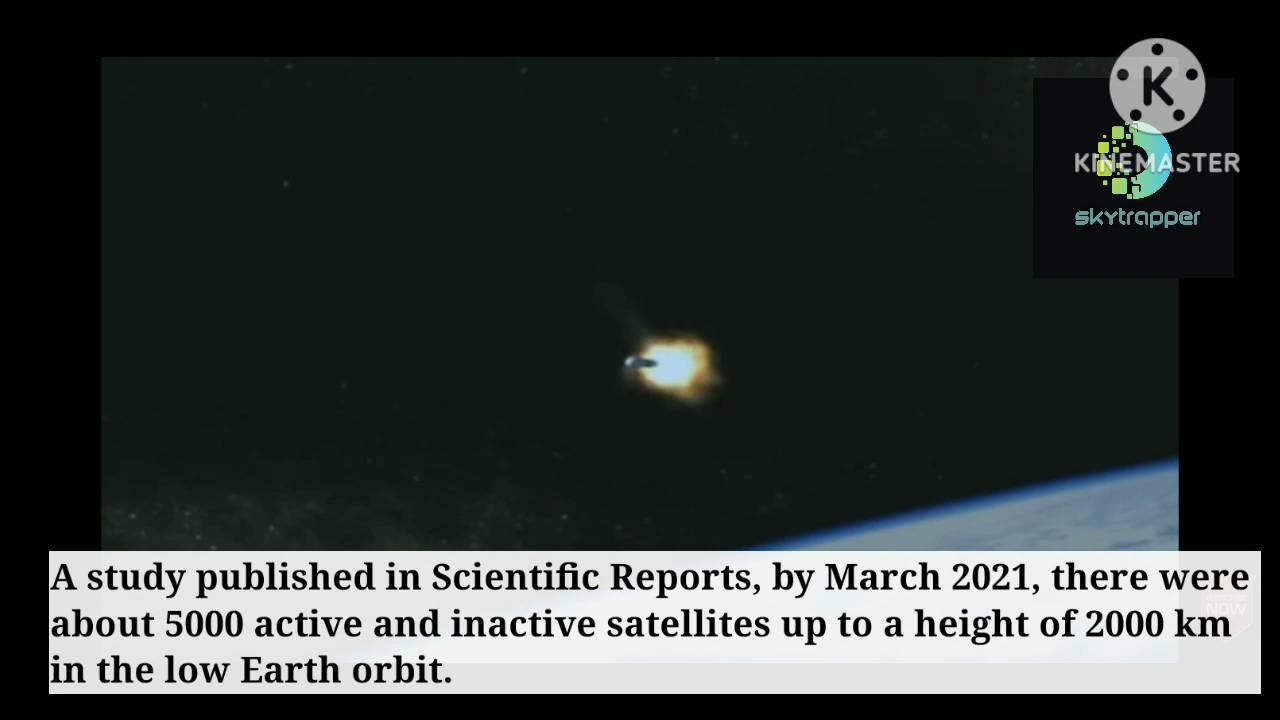 K
KINEMASTER
skytrapper
A study published in Scientific Reports, by March 2021, there were
about 5000 active and inactive satellites up to a height of 2000 km
in the low Earth orbit.
NOW